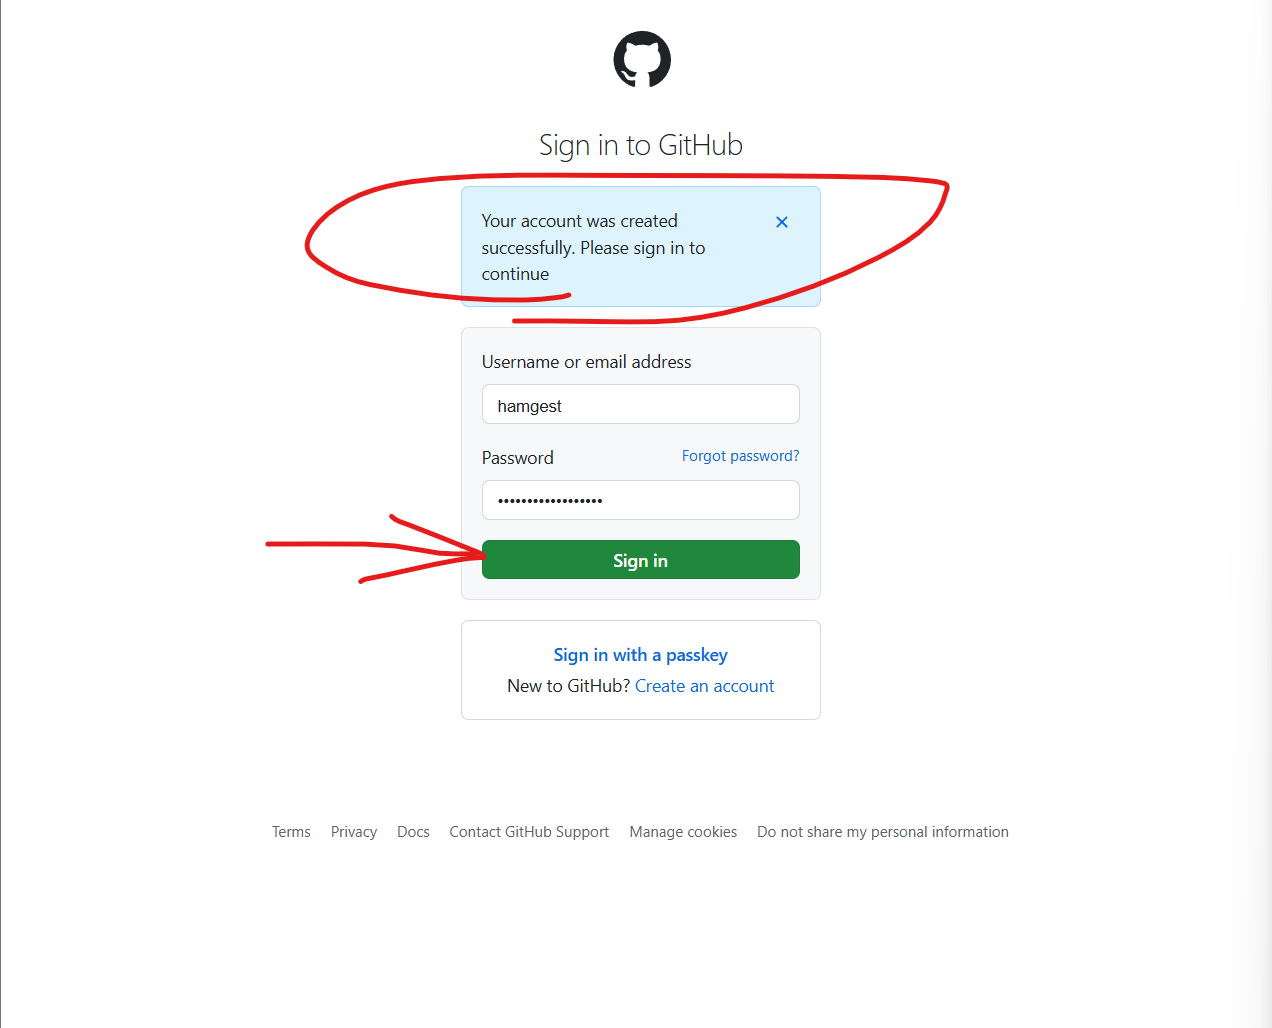 Sign in to GitHub
Your account was created
successfully. Please sign in to
continue
Username or email address
hamgest
Password Forgot password?
••••••••••••••••••
Sign in
Sign in with a passkey
New to GitHub? Create an account
Terms Privacy Docs Contact GitHub Support Manage cookies Do not share my personal information